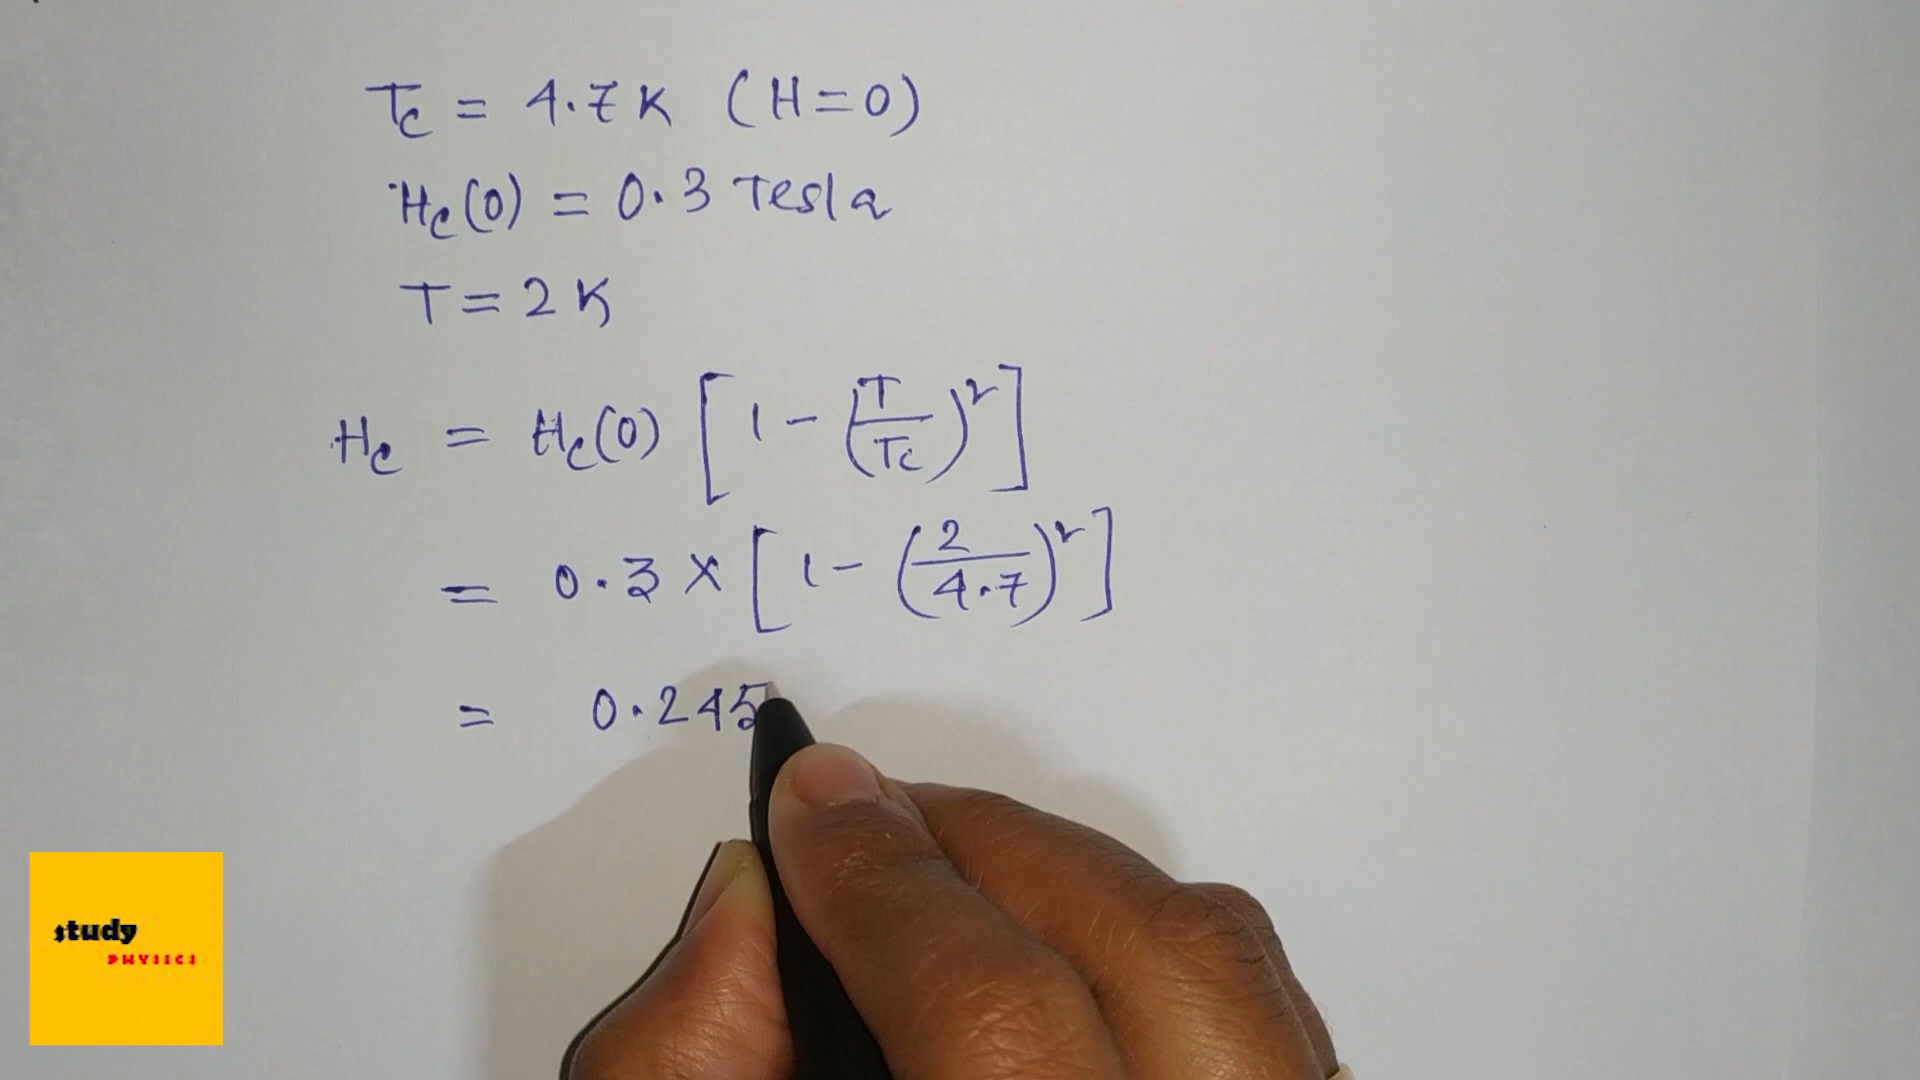 Tc = 4.7 K (H=0)
Hc(0) = 0.3 Tesla
T = 2 K
Hc = Hc(0) [1 - (T/Tc)²]
= 0.3 × [1 - (2/4.7)²]
= 0.245
study
PHYSICS